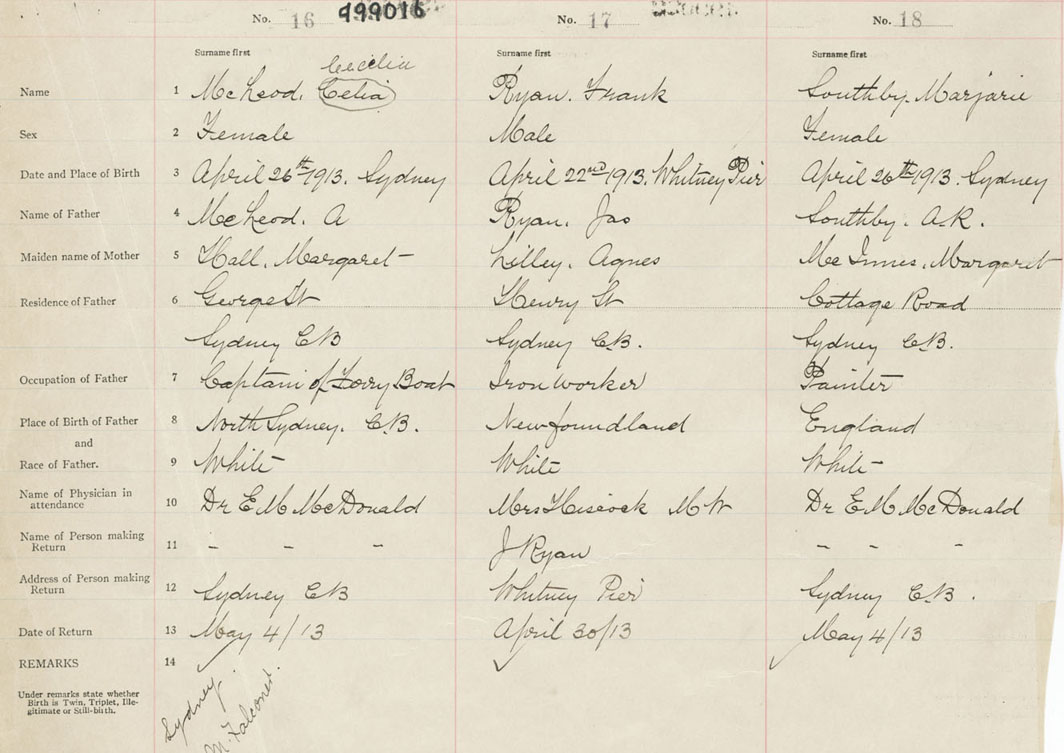 499016
No. 16 No. 17 No. 18
Surname first Surname first Surname first
Cecelia
Name 1 McLeod. Celia Ryan. Frank Southby. Marjorie
Sex 2 Female Male Female
Date and Place of Birth 3 April 26th 1913. Sydney April 22nd 1913. Whitney Pier April 26th 1913. Sydney
Name of Father 4 McLeod. A Ryan. Jas Southby. A.R.
Maiden name of Mother 5 Hall. Margaret Lilley. Agnes McInnes. Margaret
Residence of Father 6 George St Henry St Cottage Road
Sydney CB Sydney C.B. Sydney C.B.
Occupation of Father 7 Captain of Ferry Boat Iron worker Painter
Place of Birth of Father 8 North Sydney. C.B. Newfoundland England
and
Race of Father. 9 White White White
Name of Physician in
attendance 10 Dr E M McDonald Mrs Hiscock MW Dr E M McDonald
Name of Person making
Return 11 - - - J Ryan - - -
Address of Person making
Return 12 Sydney CB Whitney Pier Sydney C.B.
Date of Return 13 May 4/13 April 30/13 May 4/13
REMARKS 14
Under remarks state whether
Birth is Twin, Triplet, Ille-
gitimate or Still-birth.
Sydney
Falconer